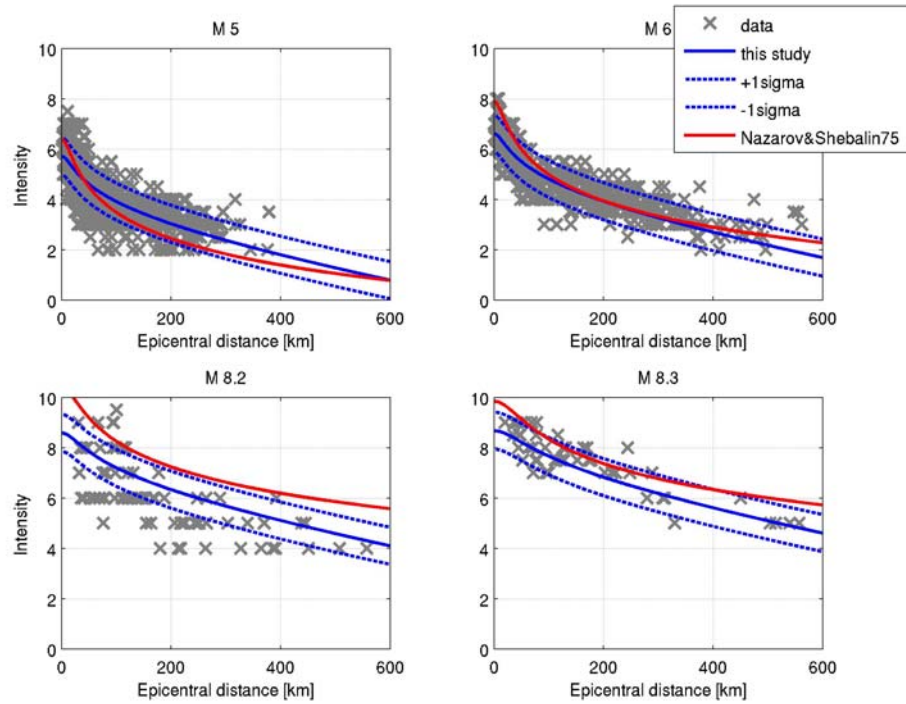 M 5
10
8
6
4
2
0
Intensity
0 200 400 600
Epicentral distance [km]
M 6
10
8
6
4
2
0
0 200 400 600
Epicentral distance [km]
data
this study
+1sigma
-1sigma
Nazarov&Shebalin75
M 8.2
10
8
6
4
2
0
Intensity
0 200 400 600
Epicentral distance [km]
M 8.3
10
8
6
4
2
0
0 200 400 600
Epicentral distance [km]